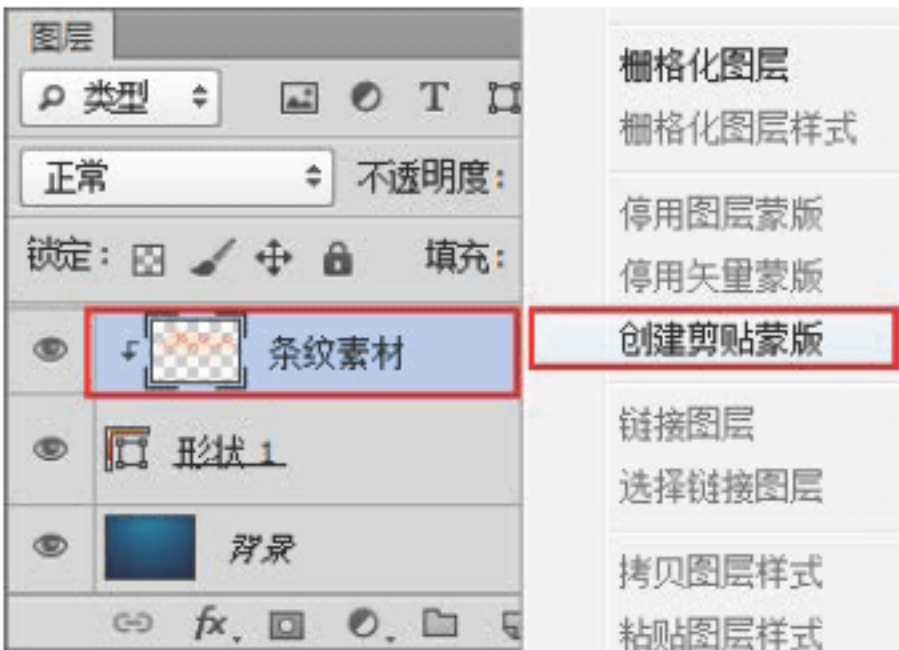 图层
类型 T
正常 不透明度:
锁定: 填充:
条纹素材
形状 1
背景
fx.
栅格化图层
栅格化图层样式
停用图层蒙版
停用矢量蒙版
创建剪贴蒙版
链接图层
选择链接图层
拷贝图层样式
粘贴图层样式